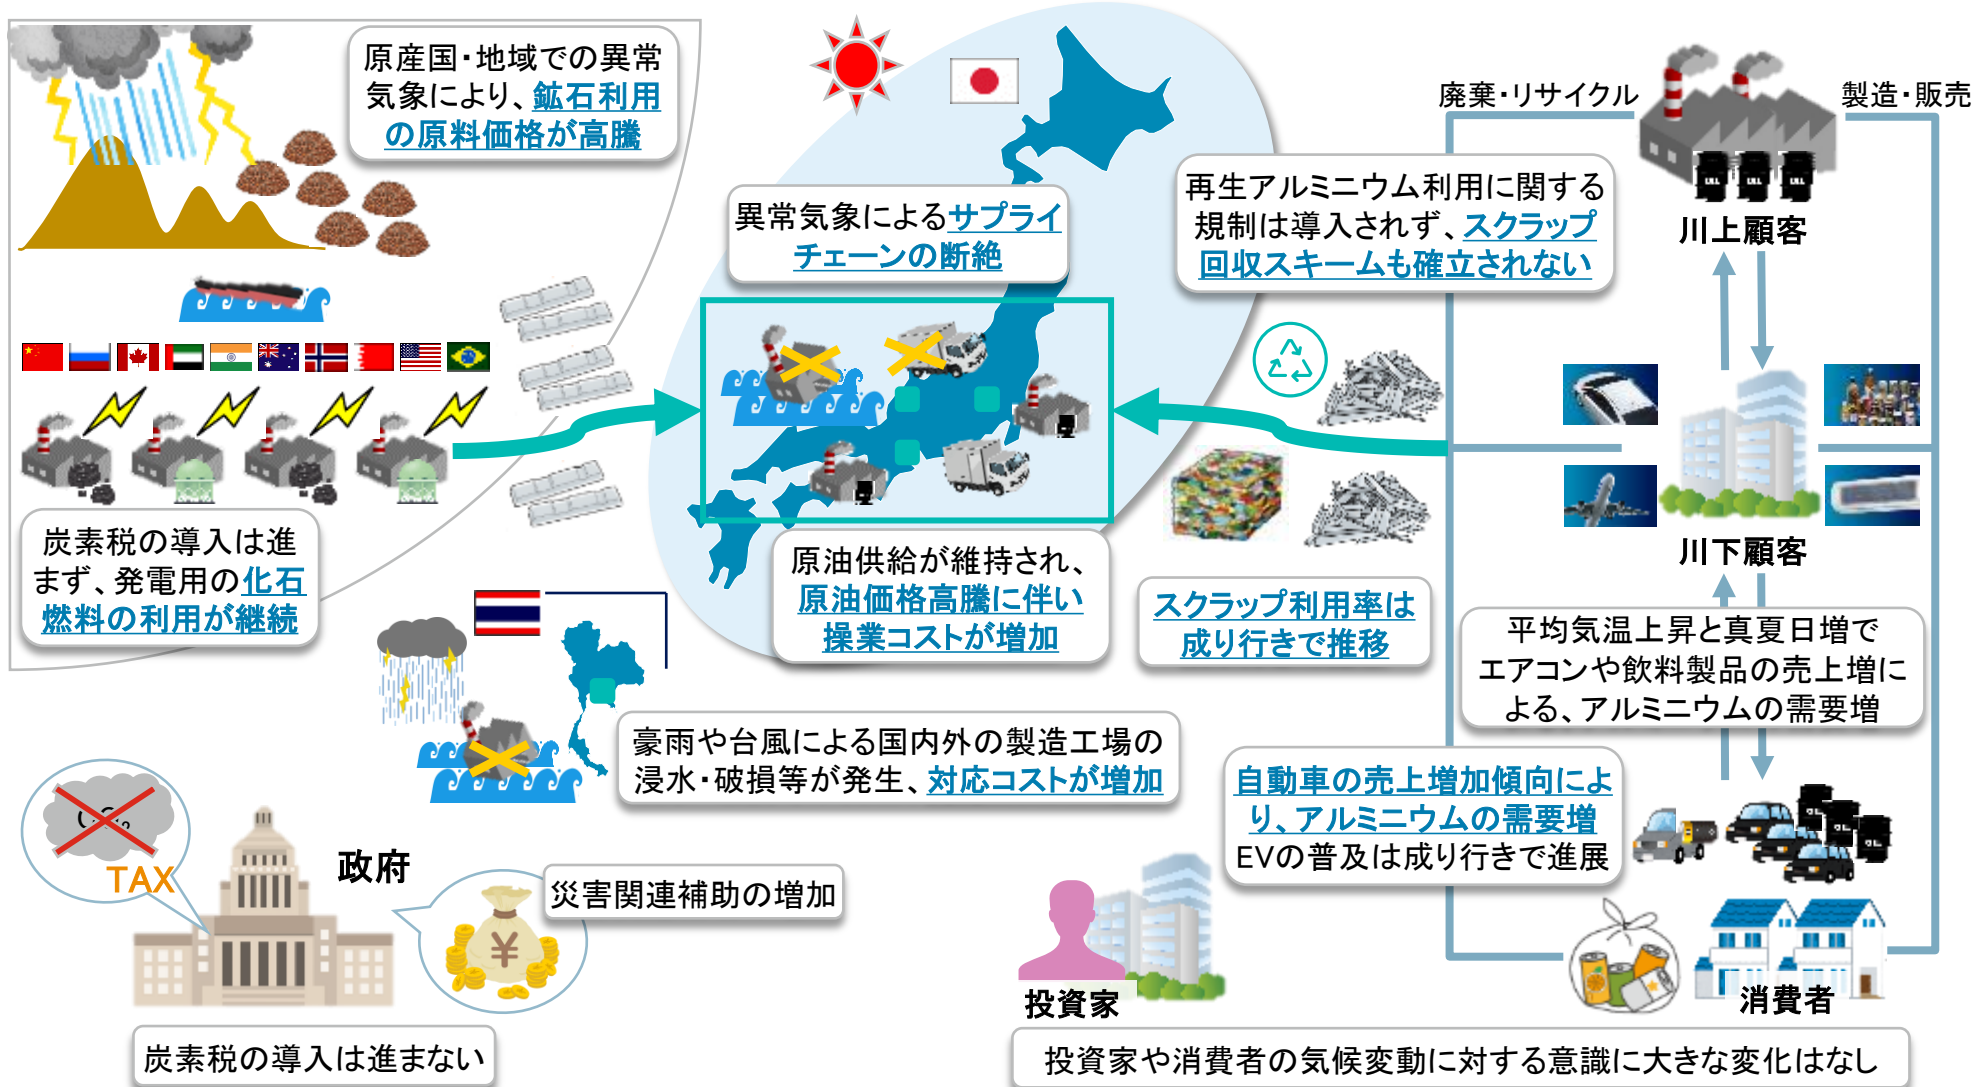 原産国・地域での異常
気象により、鉱石利用
の原料価格が高騰
廃棄・リサイクル
製造・販売
川上顧客
異常気象によるサプライ
チェーンの断絶
再生アルミニウム利用に関する
規制は導入されず、スクラップ
回収スキームも確立されない
炭素税の導入は進
まず、発電用の化石
燃料の利用が継続
原油供給が維持され、
原油価格高騰に伴い
操業コストが増加
スクラップ利用率は
成り行きで推移
川下顧客
平均気温上昇と真夏日増で
エアコンや飲料製品の売上増に
よる、アルミニウムの需要増
豪雨や台風による国内外の製造工場の
浸水・破損等が発生、対応コストが増加
自動車の売上増加傾向によ
り、アルミニウムの需要増
EVの普及は成り行きで進展
TAX
政府
災害関連補助の増加
¥
投資家
消費者
炭素税の導入は進まない
投資家や消費者の気候変動に対する意識に大きな変化はなし